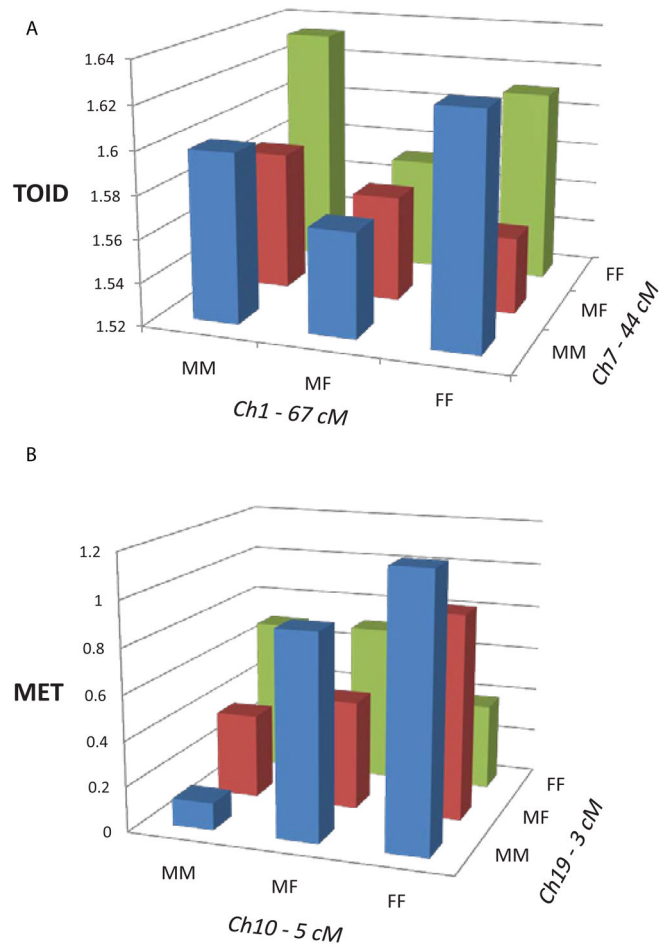 A
1.64
1.62
1.6
1.58
1.56
1.54
1.52
TOID
MM
MF
FF
Ch1 - 67 cM
MM
MF
FF
Ch7 - 44 cM
B
1.2
1
0.8
0.6
0.4
0.2
0
MET
MM
MF
FF
Ch10 - 5 cM
MM
MF
FF
Ch19 - 3 cM